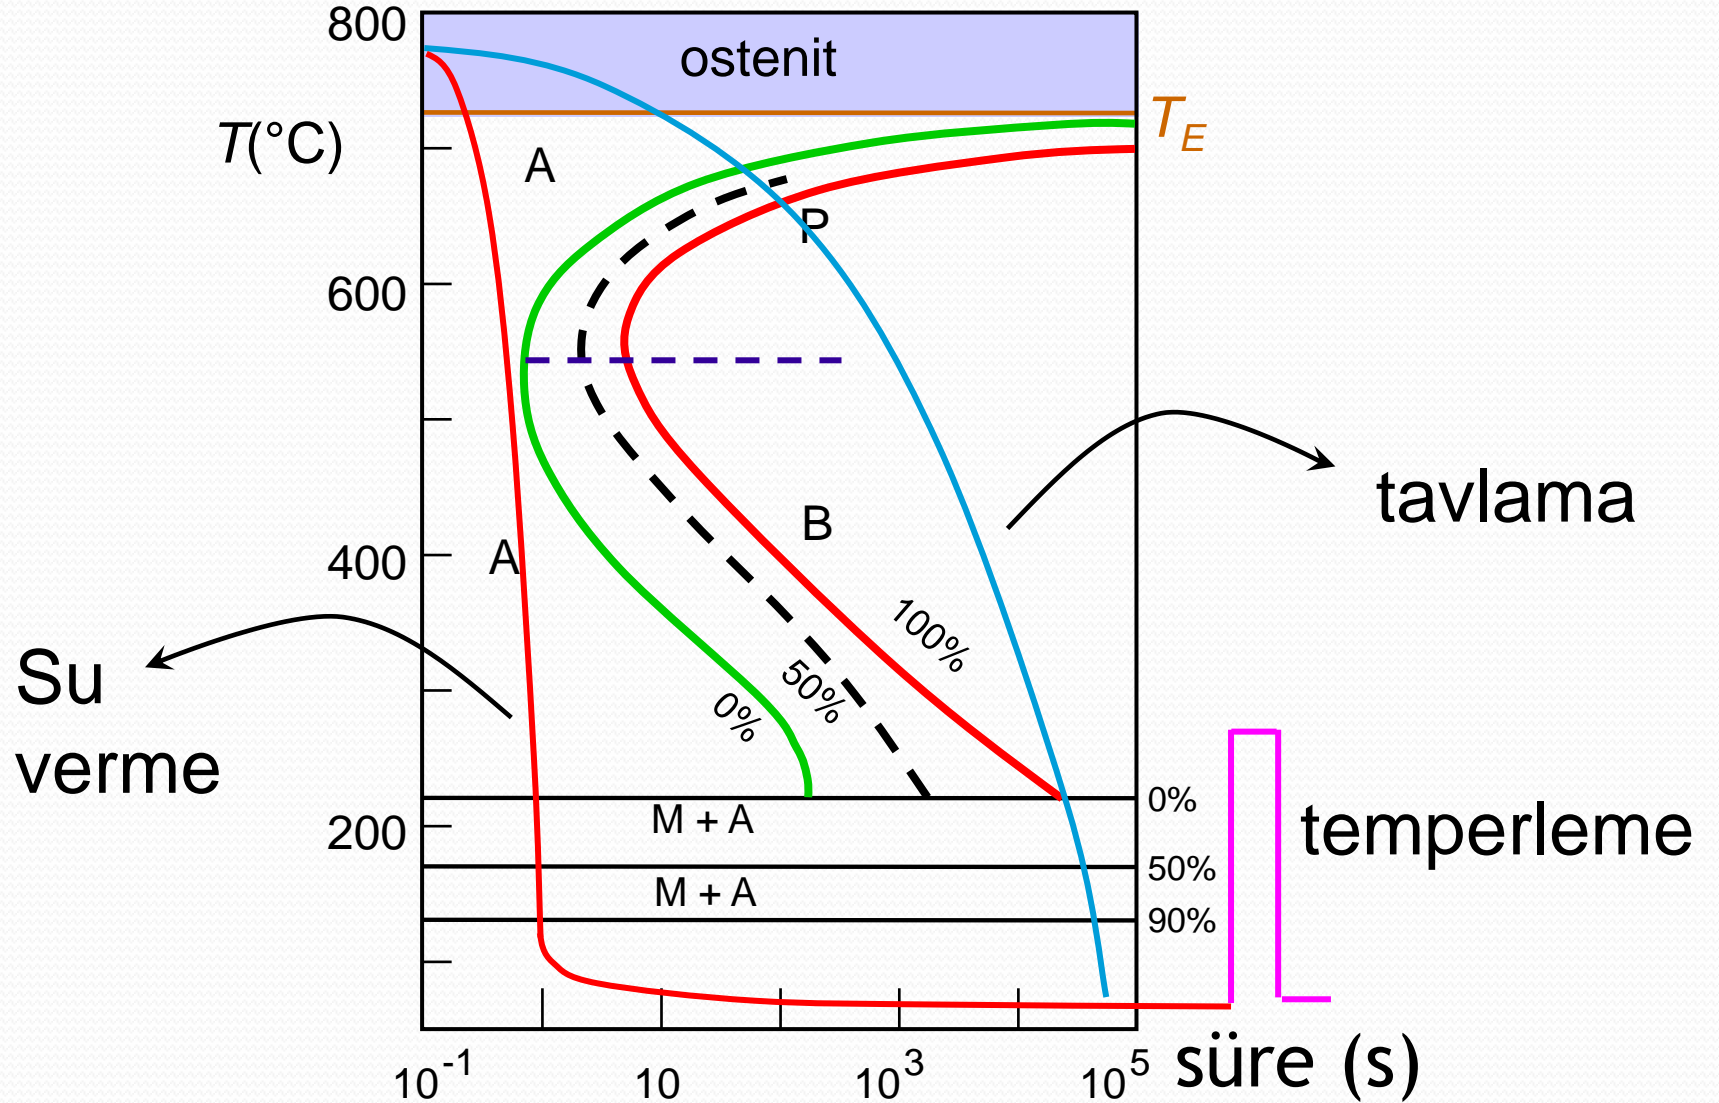 800
ostenit
T_E
T(°C)
A
P
600
tavlama
B
A
400
100%
Su
verme
50%
0%
0%
M + A
temperleme
200
50%
M + A
90%
süre (s)
10^-1
10
10^3
10^5